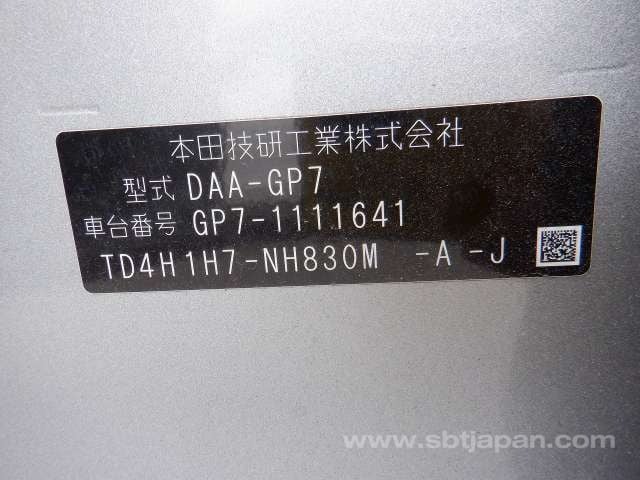 本田技研工業株式会社
型式 DAA-GP7
車台番号 GP7-1111641
TD4H1H7-NH830M -A -J
www.sbtjapan.com